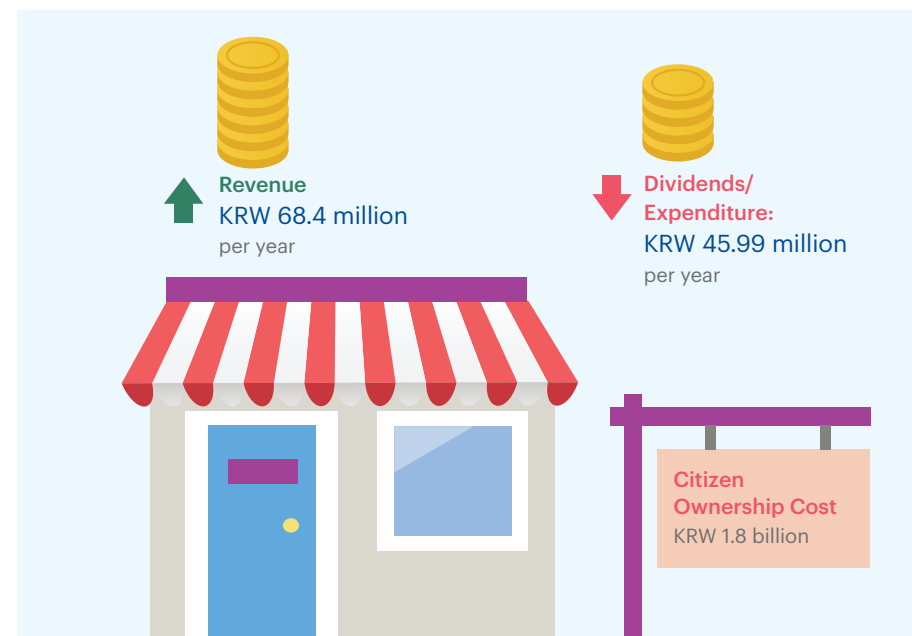 Revenue
KRW 68.4 million
per year
Dividends/
Expenditure:
KRW 45.99 million
per year
Citizen
Ownership Cost
KRW 1.8 billion